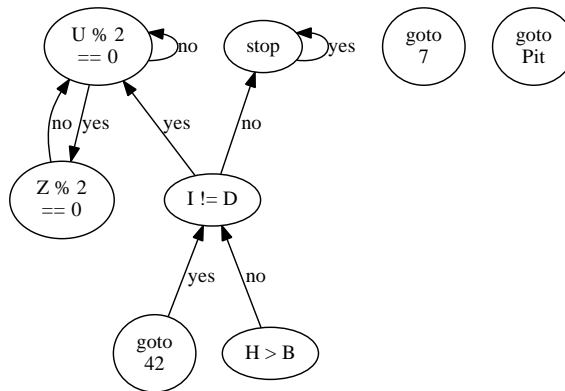 U % 2
== 0
no
stop
yes
goto
7
goto
Pit
no
yes
yes
no
Z % 2
== 0
I != D
yes
no
goto
42
H > B